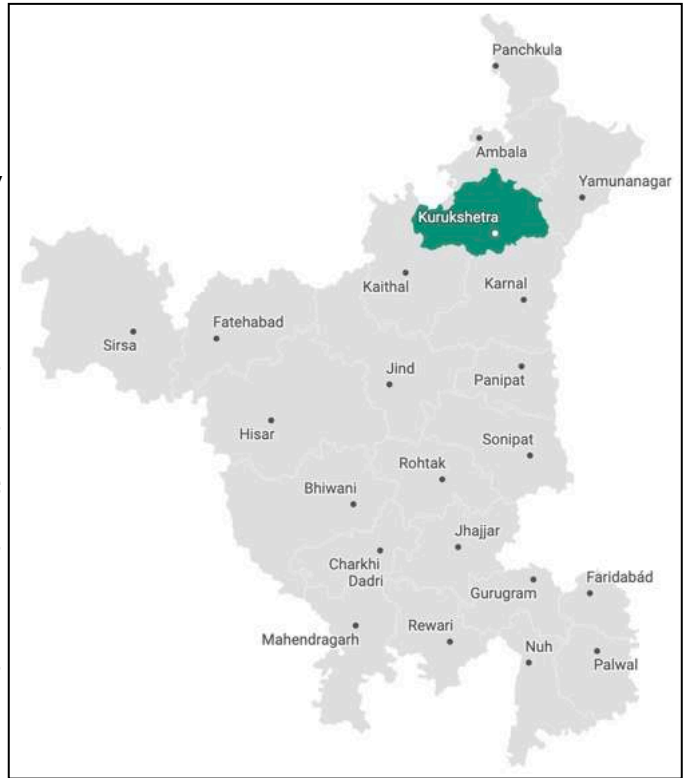 Panchkula
Ambala
Yamunanagar
Kurukshetra
Kaithal
Karnal
Fatehabad
Sirsa
Jind
Panipat
Hisar
Sonipat
Rohtak
Bhiwani
Jhajjar
Charkhi
Dadri
Gurugram
Faridabád
Mahendragarh
Rewari
Nuh
Palwal